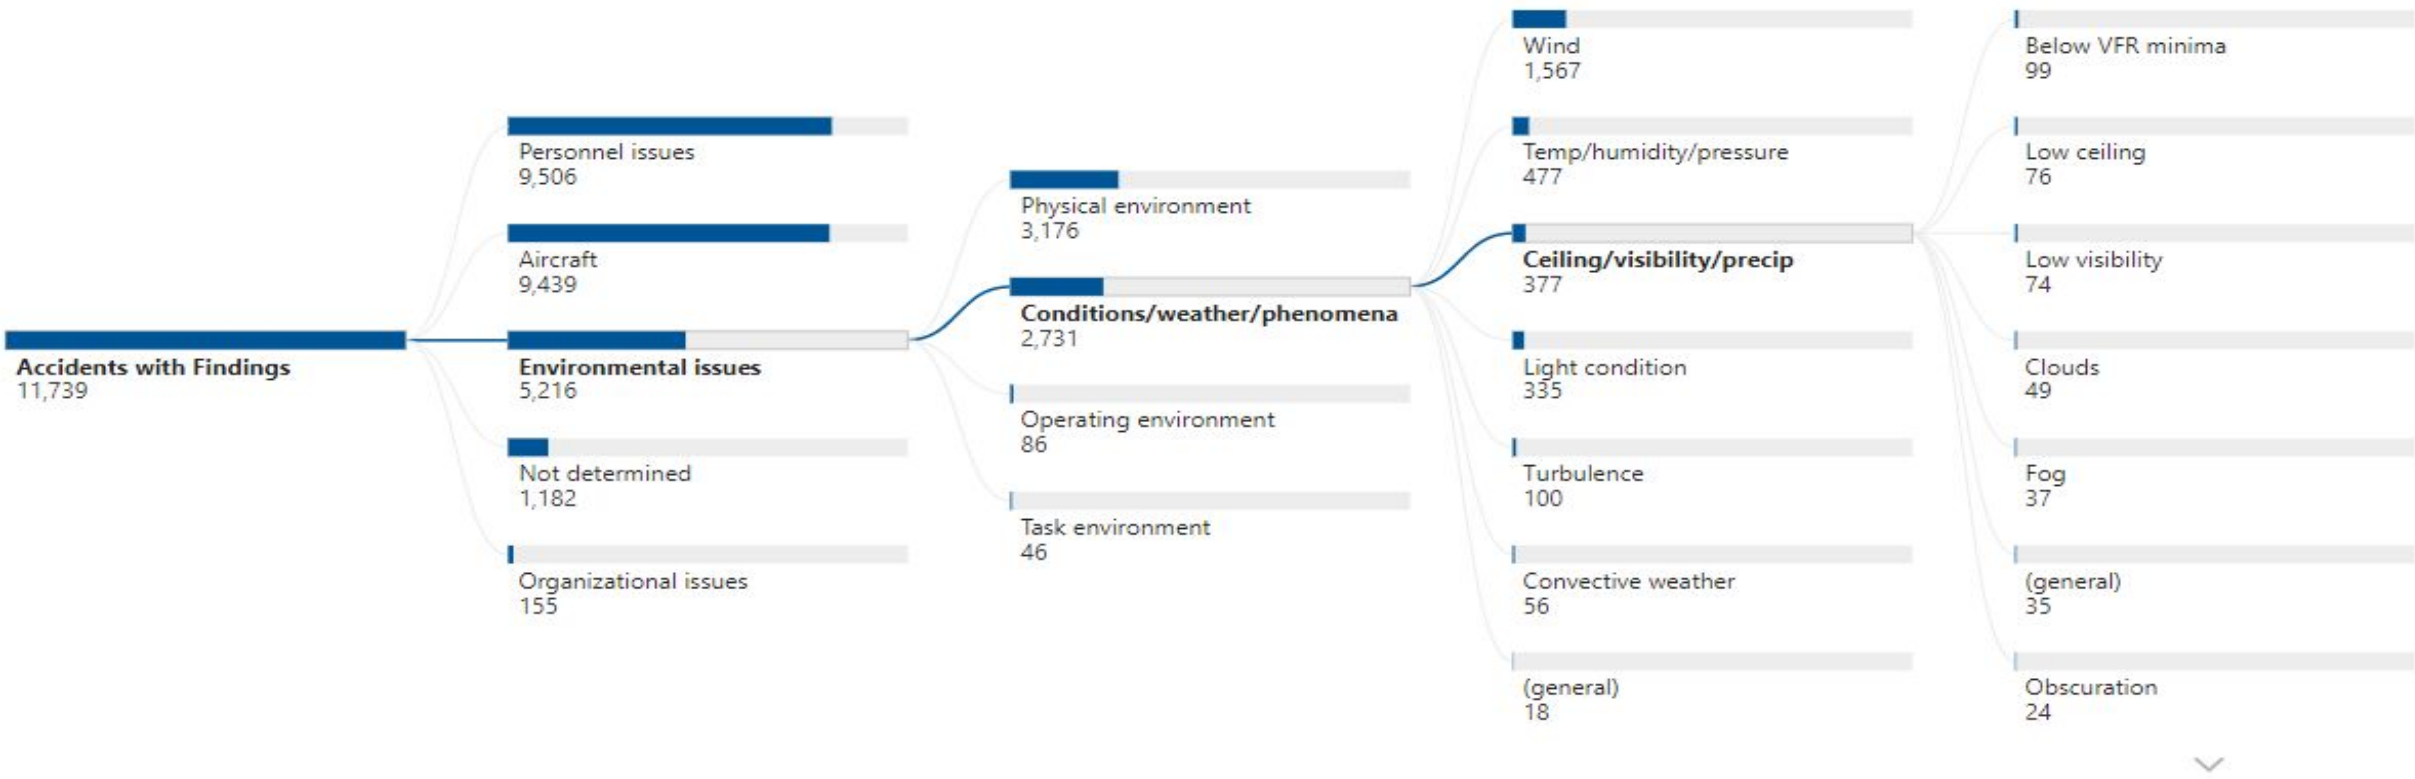 Accidents with Findings
11,739
Personnel issues
9,506
Aircraft
9,439
Environmental issues
5,216
Not determined
1,182
Organizational issues
155
Physical environment
3,176
Conditions/weather/phenomena
2,731
Operating environment
86
Task environment
46
Wind
1,567
Temp/humidity/pressure
477
Ceiling/visibility/precip
377
Light condition
335
Turbulence
100
Convective weather
56
(general)
18
Below VFR minima
99
Low ceiling
76
Low visibility
74
Clouds
49
Fog
37
(general)
35
Obscuration
24